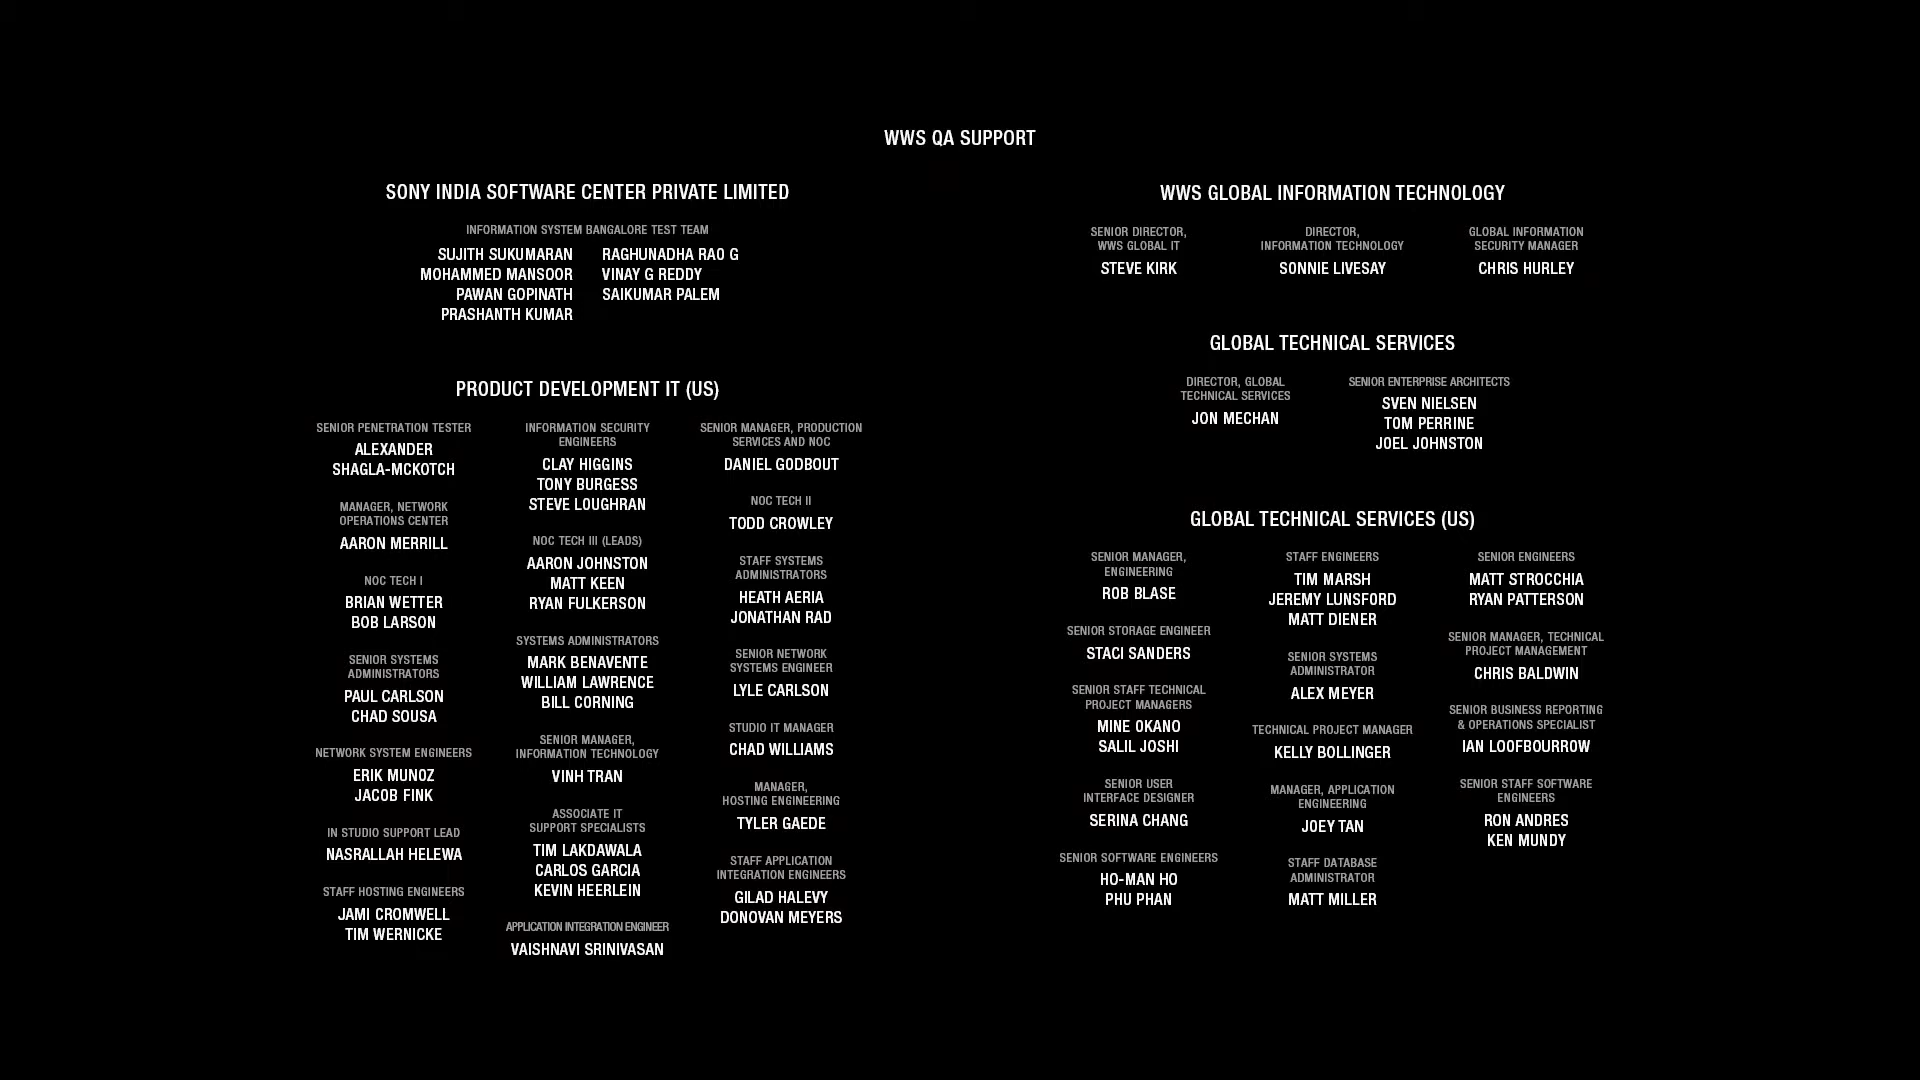 WWS QA SUPPORT
SONY INDIA SOFTWARE CENTER PRIVATE LIMITED
INFORMATION SYSTEM BANGALORE TEST TEAM
SUJITH SUKUMARAN
MOHAMMED MANSOOR
PAWAN GOPINATH
PRASHANTH KUMAR
RAGHUNADHA RAO G
VINAY G REDDY
SAIKUMAR PALEM
PRODUCT DEVELOPMENT IT (US)
SENIOR PENETRATION TESTER
ALEXANDER
SHAGLA-MCKOTCH
MANAGER, NETWORK
OPERATIONS CENTER
AARON MERRILL
NOC TECH I
BRIAN WETTER
BOB LARSON
SENIOR SYSTEMS
ADMINISTRATORS
PAUL CARLSON
CHAD SOUSA
NETWORK SYSTEM ENGINEERS
ERIK MUNOZ
JACOB FINK
IN STUDIO SUPPORT LEAD
NASRALLAH HELEWA
STAFF HOSTING ENGINEERS
JAMI CROMWELL
TIM WERNICKE
INFORMATION SECURITY
ENGINEERS
CLAY HIGGINS
TONY BURGESS
STEVE LOUGHRAN
NOC TECH III (LEADS)
AARON JOHNSTON
MATT KEEN
RYAN FULKERSON
SYSTEMS ADMINISTRATORS
MARK BENAVENTE
WILLIAM LAWRENCE
BILL CORNING
SENIOR MANAGER,
INFORMATION TECHNOLOGY
VINH TRAN
ASSOCIATE IT
SUPPORT SPECIALISTS
TIM LAKDAWALA
CARLOS GARCIA
KEVIN HEERLEIN
APPLICATION INTEGRATION ENGINEER
VAISHNAVI SRINIVASAN
SENIOR MANAGER, PRODUCTION
SERVICES AND NOC
DANIEL GODBOUT
NOC TECH II
TODD CROWLEY
STAFF SYSTEMS
ADMINISTRATORS
HEATH AERIA
JONATHAN RAD
SENIOR NETWORK
SYSTEMS ENGINEER
LYLE CARLSON
STUDIO IT MANAGER
CHAD WILLIAMS
MANAGER,
HOSTING ENGINEERING
TYLER GAEDE
STAFF APPLICATION
INTEGRATION ENGINEERS
GILAD HALEVY
DONOVAN MEYERS
WWS GLOBAL INFORMATION TECHNOLOGY
SENIOR DIRECTOR,
WWS GLOBAL IT
STEVE KIRK
DIRECTOR,
INFORMATION TECHNOLOGY
SONNIE LIVESAY
GLOBAL INFORMATION
SECURITY MANAGER
CHRIS HURLEY
GLOBAL TECHNICAL SERVICES
DIRECTOR, GLOBAL
TECHNICAL SERVICES
JON MECHAN
SENIOR ENTERPRISE ARCHITECTS
SVEN NIELSEN
TOM PERRINE
JOEL JOHNSTON
GLOBAL TECHNICAL SERVICES (US)
SENIOR MANAGER,
ENGINEERING
ROB BLASE
SENIOR STORAGE ENGINEER
STACI SANDERS
SENIOR STAFF TECHNICAL
PROJECT MANAGERS
MINE OKANO
SALIL JOSHI
SENIOR USER
INTERFACE DESIGNER
SERINA CHANG
SENIOR SOFTWARE ENGINEERS
HO-MAN HO
PHU PHAN
STAFF ENGINEERS
TIM MARSH
JEREMY LUNSFORD
MATT DIENER
SENIOR SYSTEMS
ADMINISTRATOR
ALEX MEYER
TECHNICAL PROJECT MANAGER
KELLY BOLLINGER
MANAGER, APPLICATION
ENGINEERING
JOEY TAN
STAFF DATABASE
ADMINISTRATOR
MATT MILLER
SENIOR ENGINEERS
MATT STROCCHIA
RYAN PATTERSON
SENIOR MANAGER, TECHNICAL
PROJECT MANAGEMENT
CHRIS BALDWIN
SENIOR BUSINESS REPORTING
& OPERATIONS SPECIALIST
IAN LOOFBOURROW
SENIOR STAFF SOFTWARE
ENGINEERS
RON ANDRES
KEN MUNDY